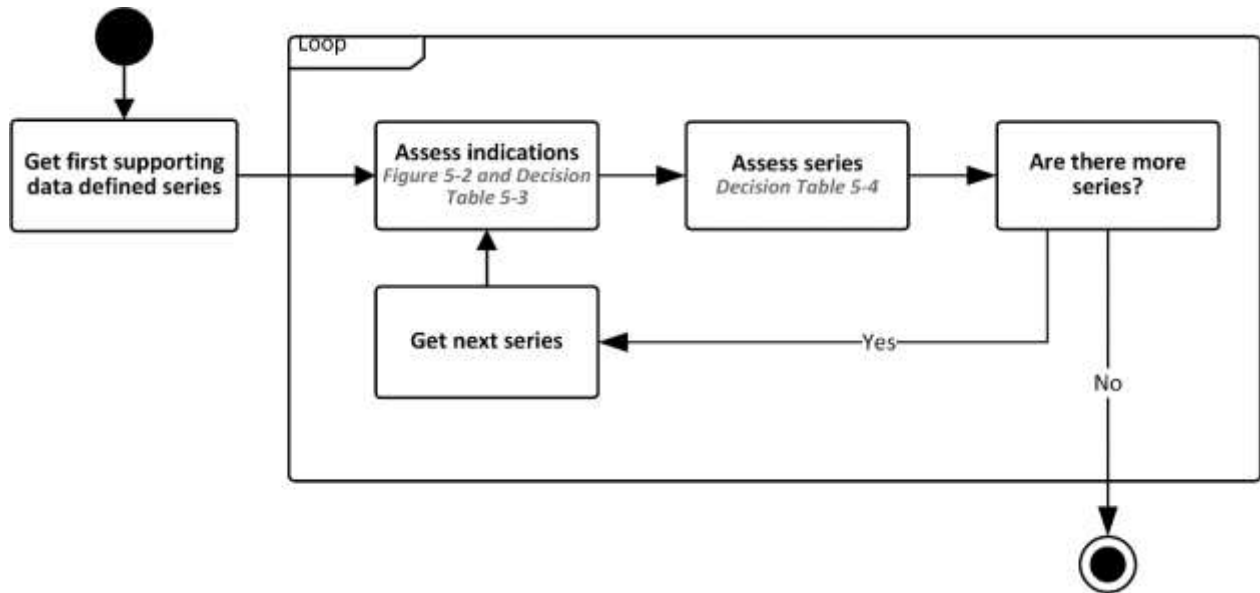 Loop
Get first supporting
data defined series
Assess indications
Figure 5-2 and Decision
Table 5-3
Assess series
Decision Table 5-4
Are there more
series?
Get next series
Yes
No